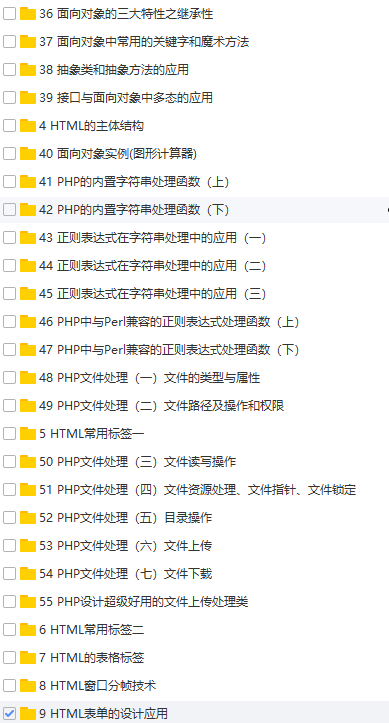 36 面向对象的三大特性之继承性
37 面向对象中常用的关键字和魔术方法
38 抽象类和抽象方法的应用
39 接口与面向对象中多态的应用
4 HTML的主体结构
40 面向对象实例(图形计算器)
41 PHP的内置字符串处理函数（上）
42 PHP的内置字符串处理函数（下）
43 正则表达式在字符串处理中的应用（一）
44 正则表达式在字符串处理中的应用（二）
45 正则表达式在字符串处理中的应用（三）
46 PHP中与Perl兼容的正则表达式处理函数（上）
47 PHP中与Perl兼容的正则表达式处理函数（下）
48 PHP文件处理（一）文件的类型与属性
49 PHP文件处理（二）文件路径及操作和权限
5 HTML常用标签一
50 PHP文件处理（三）文件读写操作
51 PHP文件处理（四）文件资源处理、文件指针、文件锁定
52 PHP文件处理（五）目录操作
53 PHP文件处理（六）文件上传
54 PHP文件处理（七）文件下载
55 PHP设计超级好用的文件上传处理类
6 HTML常用标签二
7 HTML的表格标签
8 HTML窗口分帧技术
9 HTML表单的设计应用